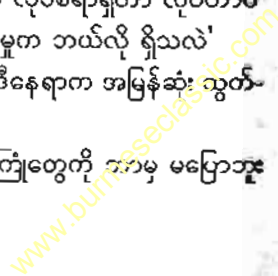 မှုက ဘယ်လို ရှိသလဲ'
ဒီနေရာက အမြန်ဆုံး သွက်-
ကြုံတွေကို ဘာမှ မပြောဘူး
www.burmeseclassic.com